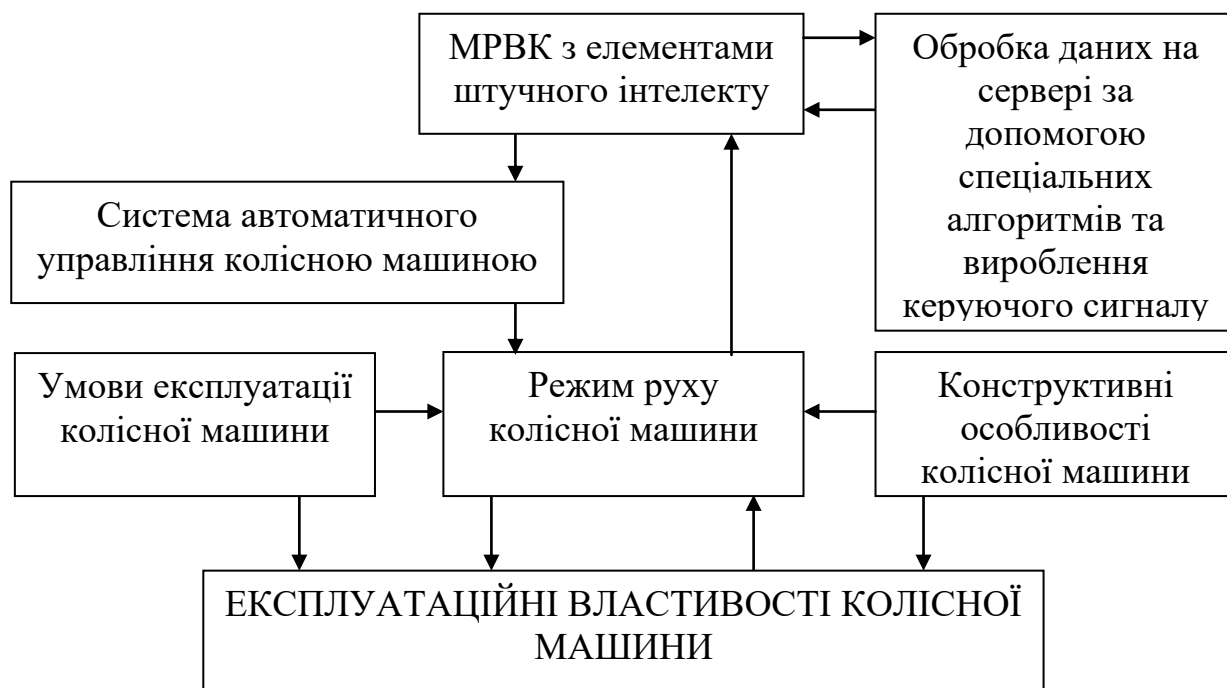 МРВК з елементами
штучного інтелекту
Обробка даних на
сервері за
допомогою
спеціальних
алгоритмів та
вироблення
керуючого сигналу
Система автоматичного
управління колісною машиною
Умови експлуатації
колісної машини
Режим руху
колісної машини
Конструктивні
особливості
колісної машини
ЕКСПЛУАТАЦІЙНІ ВЛАСТИВОСТІ КОЛІСНОЇ
МАШИНИ